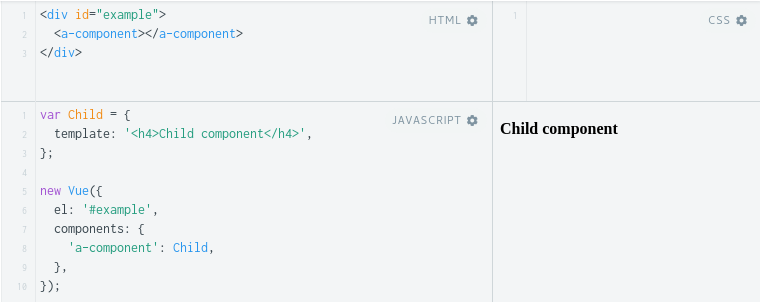 HTML
1 <div id="example">
2   <a-component></a-component>
3 </div>
CSS
1
JAVASCRIPT
1 var Child = {
2   template: '<h4>Child component</h4>',
3 };
4
5 new Vue({
6   el: '#example',
7   components: {
8     'a-component': Child,
9   },
10 });
Child component